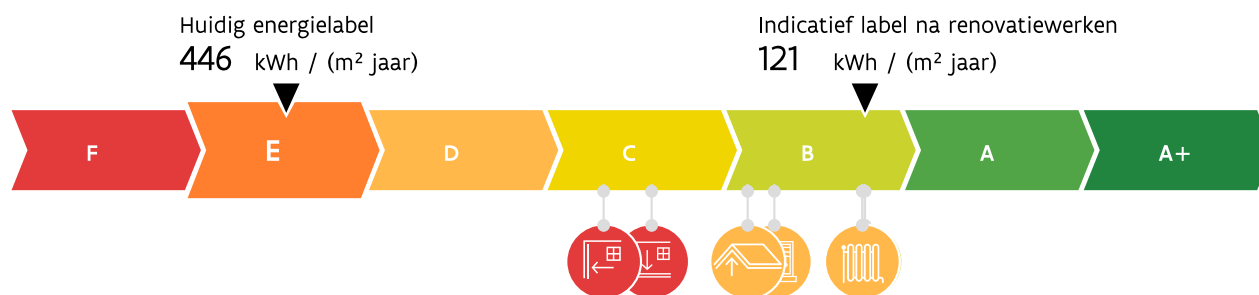 Huidig energielabel
446 kWh / (m² jaar)
Indicatief label na renovatiewerken
121 kWh / (m² jaar)
F E D C B A A+